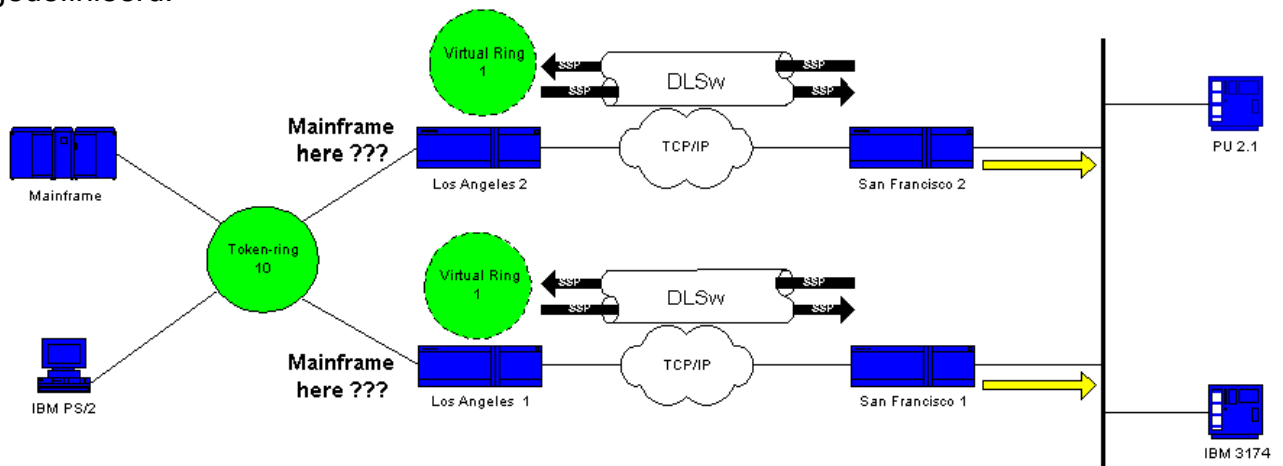 gedefinieerd.
Virtual Ring
1
SSP
SSP
DLSw
SSP
SSP
Mainframe
here ???
TCP/IP
Mainframe
Los Angeles 2
San Francisco 2
PU 2.1
Token-ring
10
Virtual Ring
1
SSP
SSP
DLSw
SSP
SSP
Mainframe
here ???
TCP/IP
IBM PS/2
Los Angeles 1
San Francisco 1
IBM 3174